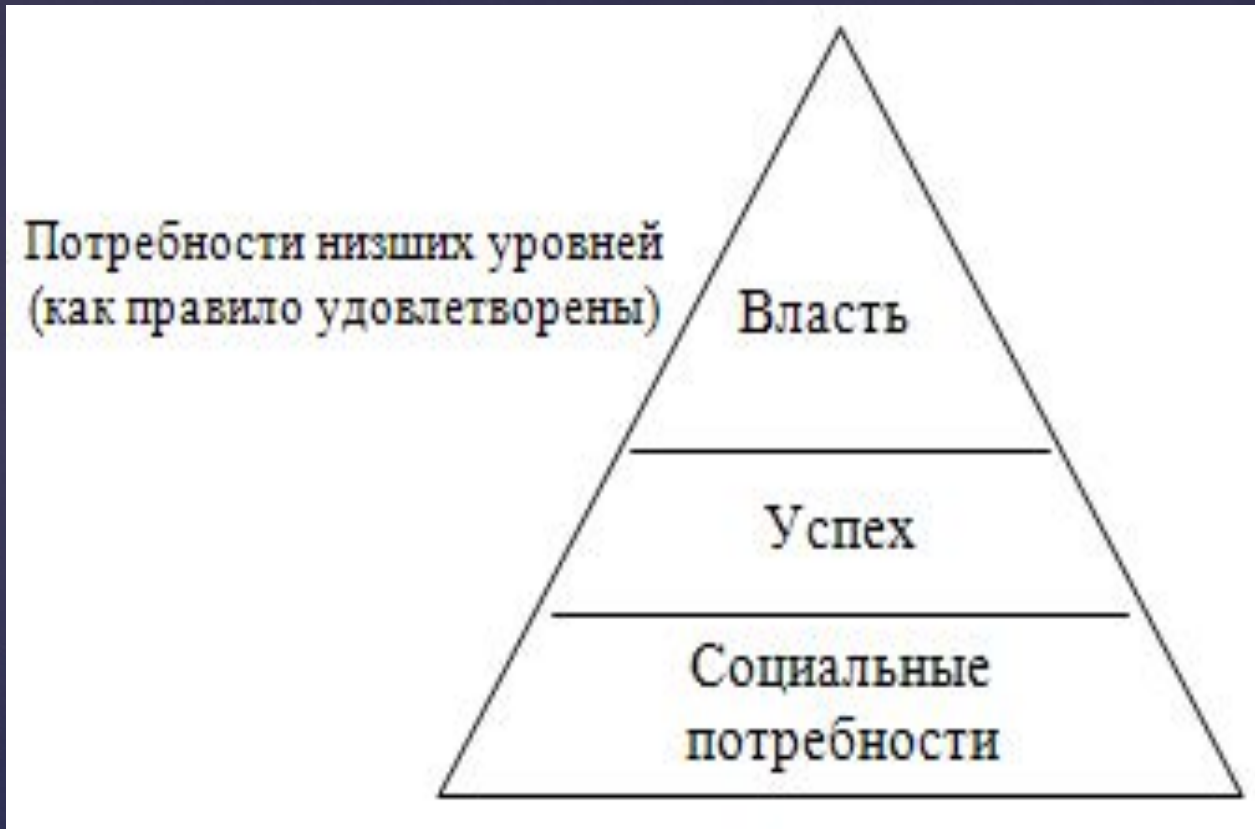 Потребности низших уровней
(как правило удовлетворены)
Власть
Успех
Социальные
потребности